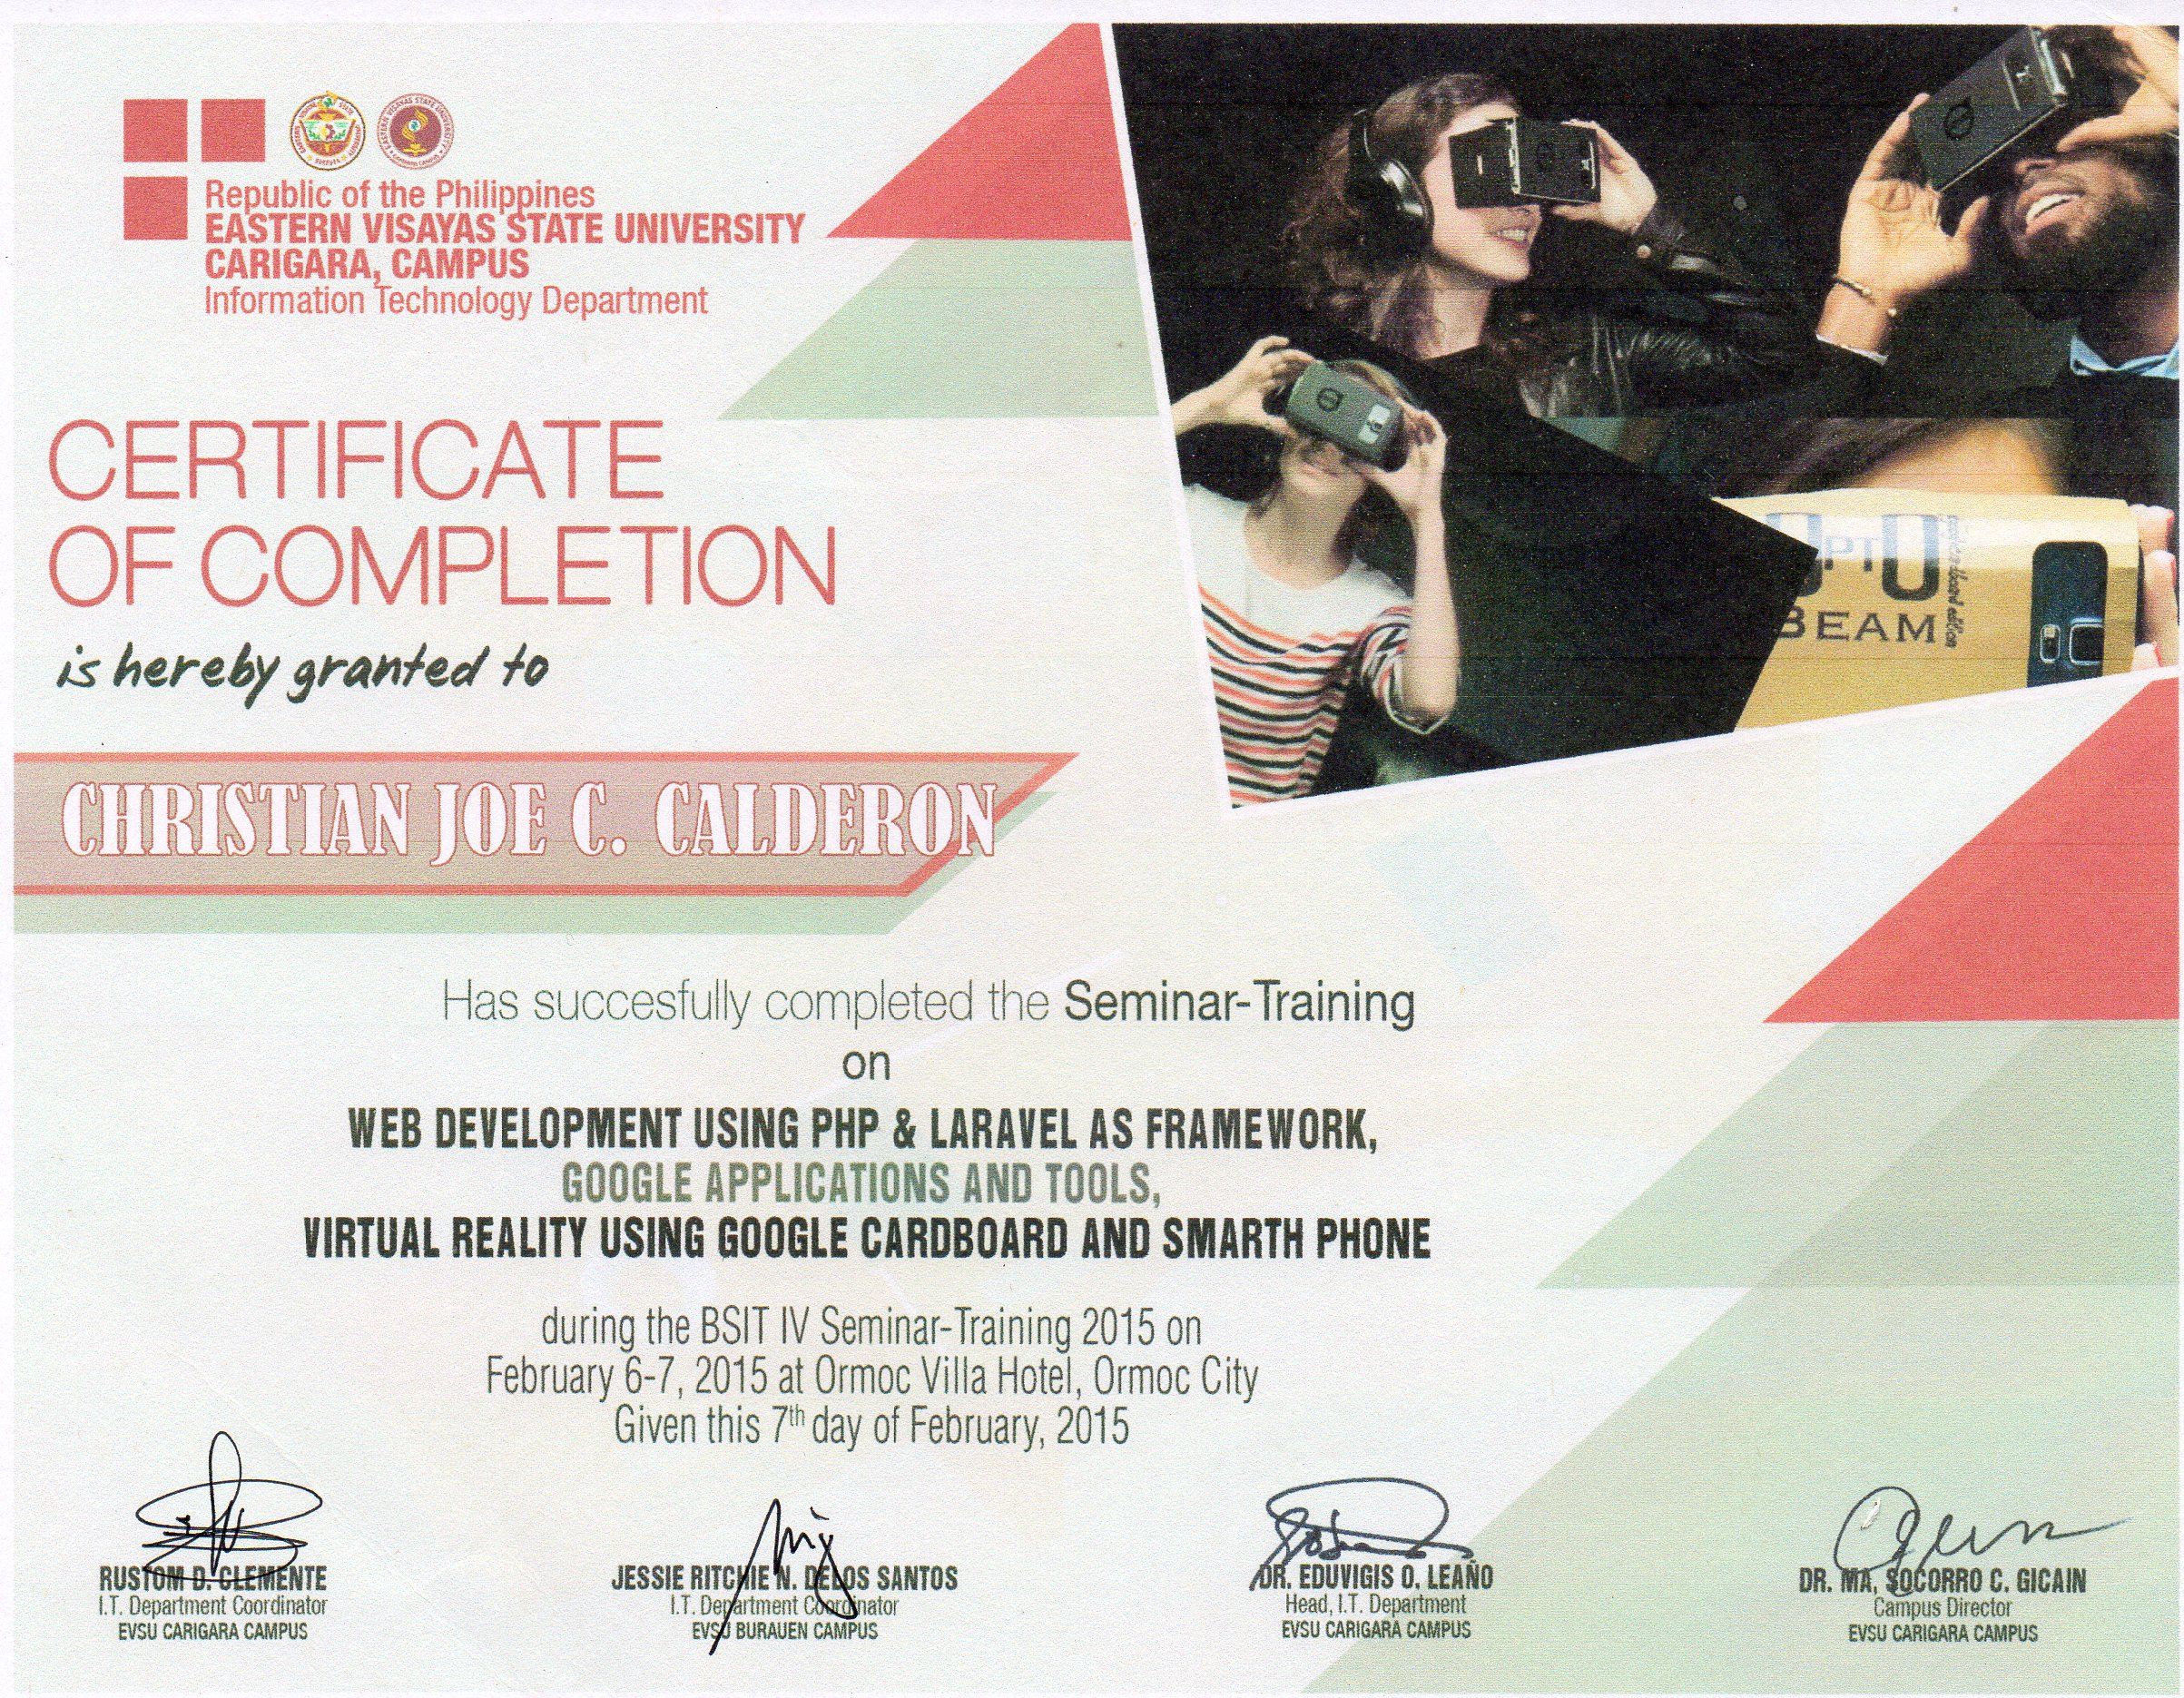 Republic of the Philippines
EASTERN VISAYAS STATE UNIVERSITY
CARIGARA, CAMPUS
Information Technology Department
CERTIFICATE
OF COMPLETION
is hereby granted to
CHRISTIAN JOE C. CALDERON
BEAM
Has succesfully completed the Seminar-Training
on
WEB DEVELOPMENT USING PHP & LARAVEL AS FRAMEWORK,
GOOGLE APPLICATIONS AND TOOLS,
VIRTUAL REALITY USING GOOGLE CARDBOARD AND SMARTH PHONE
during the BSIT IV Seminar-Training 2015 on
February 6-7, 2015 at Ormoc Villa Hotel, Ormoc City
Given this 7th day of February, 2015
RUSTOM D. CLEMENTE
I.T. Department Coordinator
EVSU CARIGARA CAMPUS
JESSIE RITCHIE N. DELOS SANTOS
I.T. Department Coordinator
EVSU BURAUEN CAMPUS
DR. EDUVIGIS O. LEAÑO
Head, I.T. Department
EVSU CARIGARA CAMPUS
DR. MA, SOCORRO C. GICAIN
Campus Director
EVSU CARIGARA CAMPUS